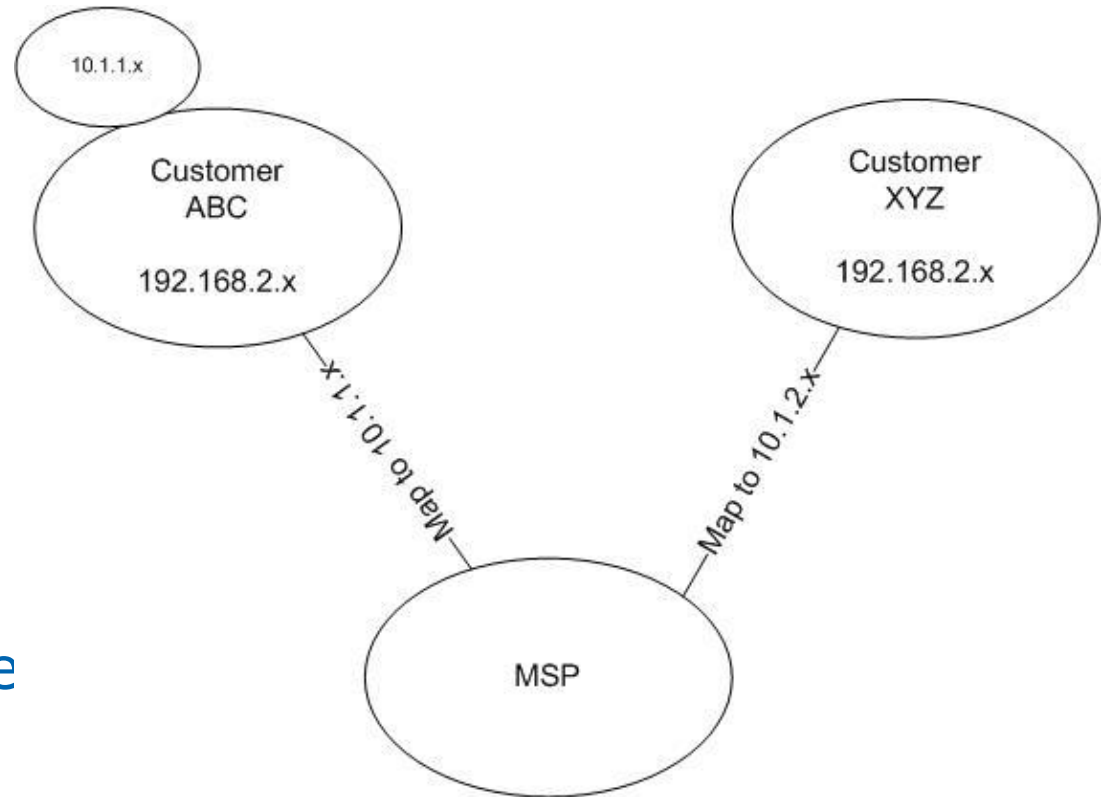 10.1.1.x
Customer
ABC
192.168.2.x
Customer
XYZ
192.168.2.x
Map to 10.1.1.x
Map to 10.1.2.x
e
MSP